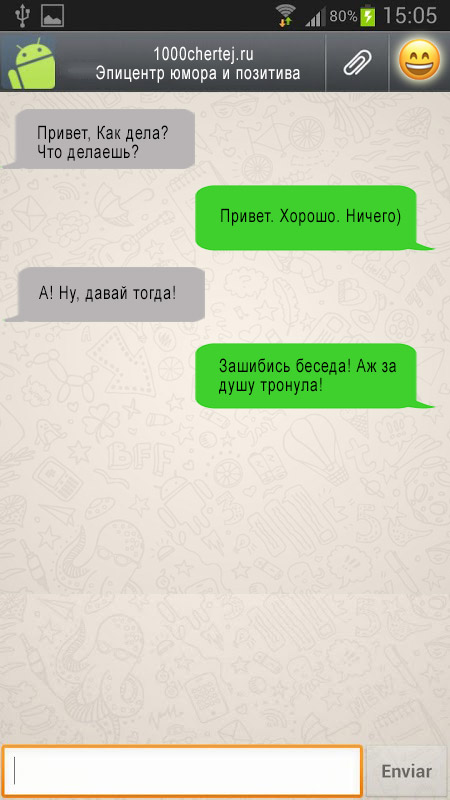 80% 15:05
1000chertej.ru
Эпицентр юмора и позитива
Привет, Как дела?
Что делаешь?
Привет. Хорошо. Ничего)
А! Ну, давай тогда!
Зашибись беседа! Аж за
душу тронула!
BFF
Enviar